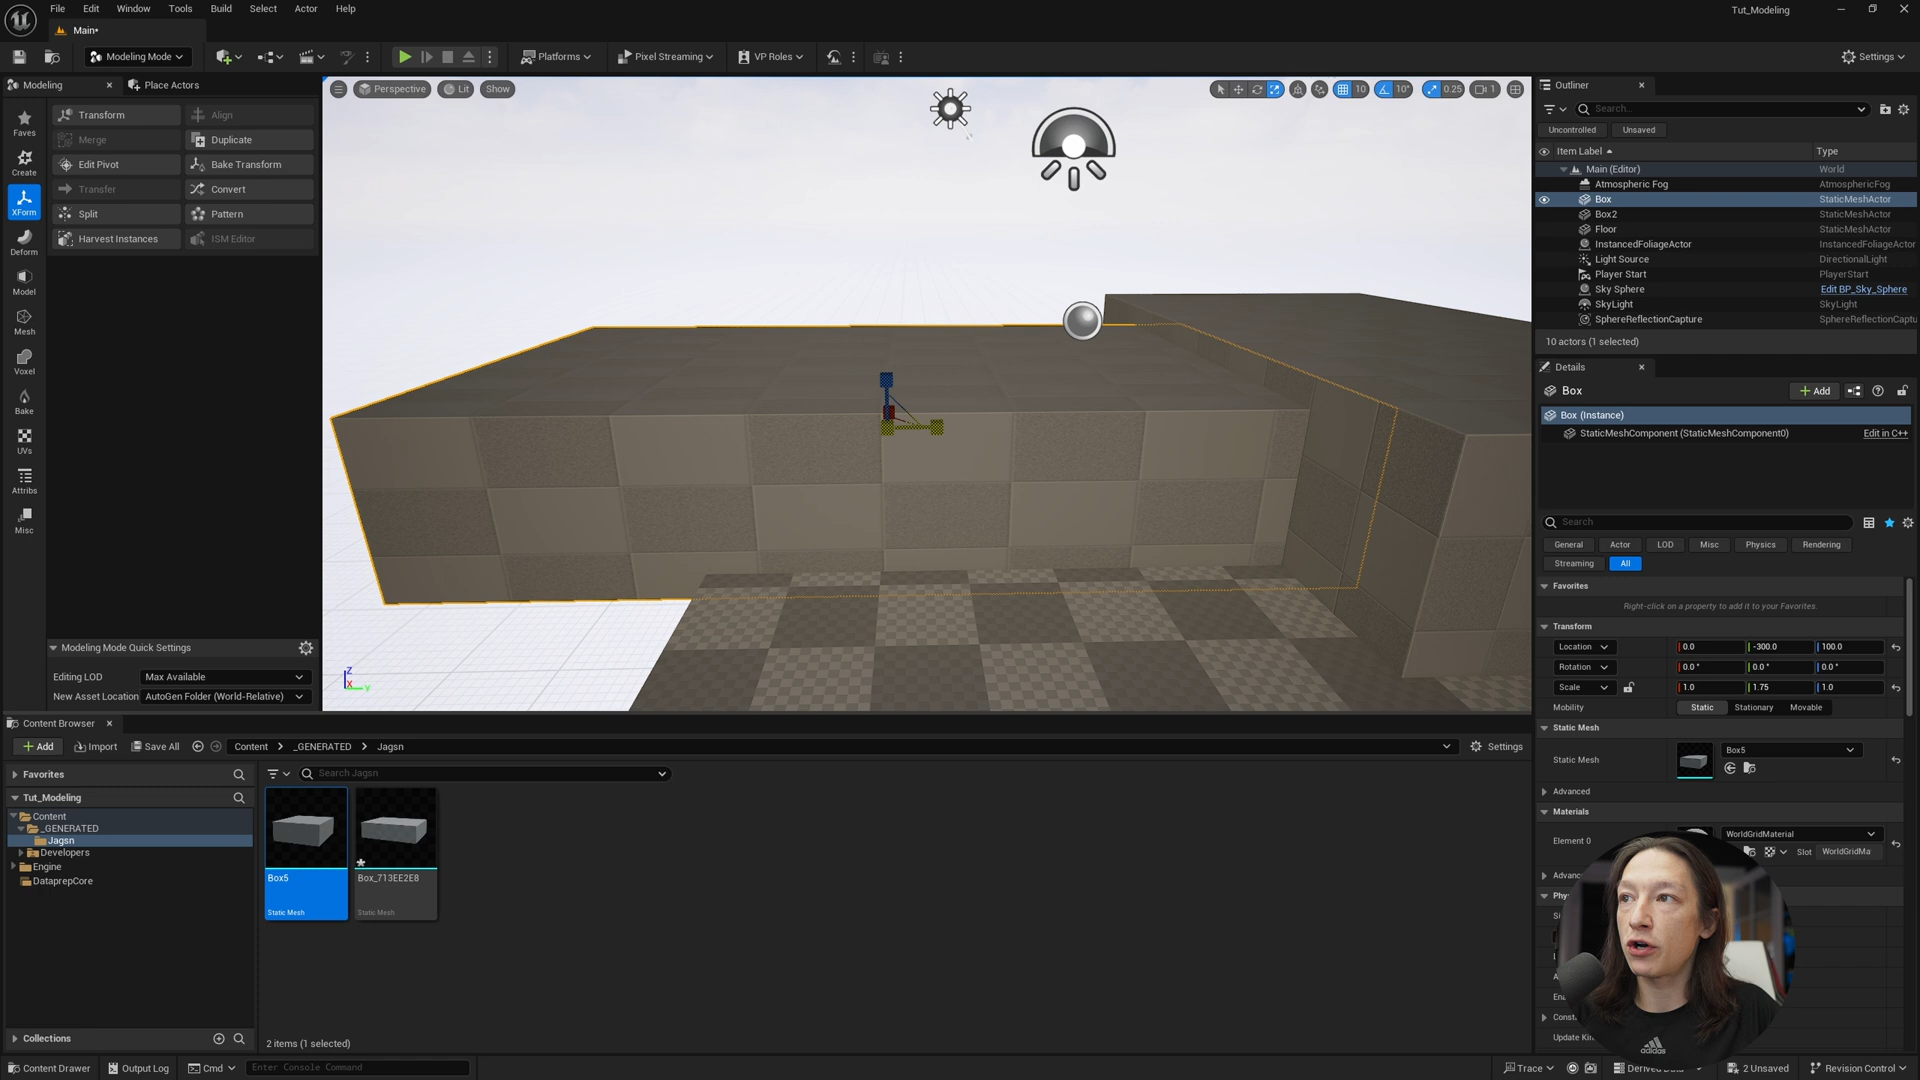 File Edit Window Tools Build Select Actor Help
Tut_Modeling
Main•
Modeling Mode
Platforms
Pixel Streaming
VP Roles
Settings
Modeling
Place Actors
Transform
Align
Merge
Duplicate
Edit Pivot
Bake Transform
Transfer
Convert
Split
Pattern
Harvest Instances
ISM Editor
Faves
Create
XForm
Deform
Model
Mesh
Voxel
Bake
UVs
Attribs
Misc
Modeling Mode Quick Settings
Editing LOD
Max Available
New Asset Location
AutoGen Folder (World-Relative)
Perspective
Lit
Show
10
10°
0.25
1
Z
X
Y
Outliner
Search...
Uncontrolled
Unsaved
Item Label
Type
Main (Editor) World
Atmospheric Fog AtmosphericFog
Box StaticMeshActor
Box2 StaticMeshActor
Floor StaticMeshActor
InstancedFoliageActor InstancedFoliageActor
Light Source DirectionalLight
Player Start PlayerStart
Sky Sphere Edit BP_Sky_Sphere
SkyLight SkyLight
SphereReflectionCapture SphereReflectionCaptu
10 actors (1 selected)
Details
Box
Add
Box (Instance)
StaticMeshComponent (StaticMeshComponent0) Edit in C++
Search
General Actor LOD Misc Physics Rendering
Streaming All
Favorites
Right-click on a property to add it to your Favorites.
Transform
Location 0.0 -300.0 100.0
Rotation 0.0° 0.0° 0.0°
Scale 1.0 1.75 1.0
Mobility Static Stationary Movable
Static Mesh
Static Mesh Box5
Advanced
Materials
Element 0 WorldGridMaterial
Slot WorldGridMa
Advan
Phy
Const
Update Kin
adidas
Content Browser
Add
Import
Save All
Content > _GENERATED > Jagsn
Settings
Favorites
Tut_Modeling
Content
_GENERATED
Jagsn
Developers
Engine
DataprepCore
Collections
Search Jagsn
Box5
Static Mesh
Box_713EE2E8
Static Mesh
2 items (1 selected)
Content Drawer
Output Log
Cmd
Enter Console Command
Trace
Derived Data
2 Unsaved
Revision Control